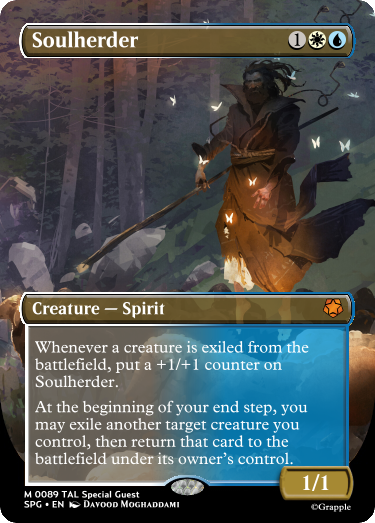 Soulherder 1
Creature — Spirit
Whenever a creature is exiled from the
battlefield, put a +1/+1 counter on
Soulherder.
At the beginning of your end step, you
may exile another target creature you
control, then return that card to the
battlefield under its owner's control.
1/1
M 0089 TAL Special Guest
SPG • EN Davood Moghaddami
©Grapple